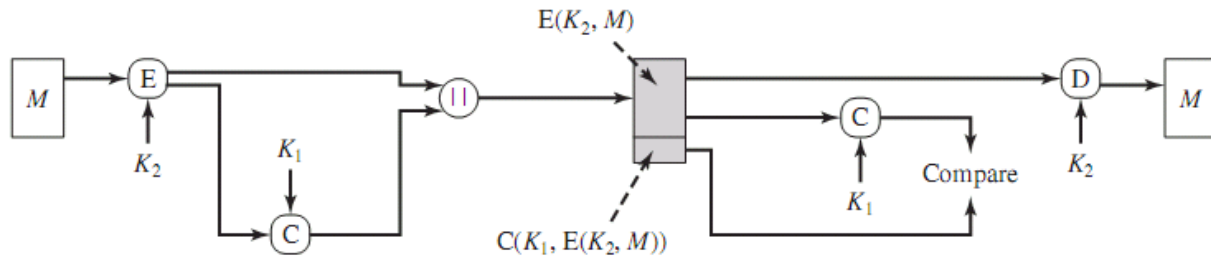 E(K₂, M)
M
E
||
D
M
C
K₂
K₁
K₁
Compare
K₂
C
C(K₁, E(K₂, M))